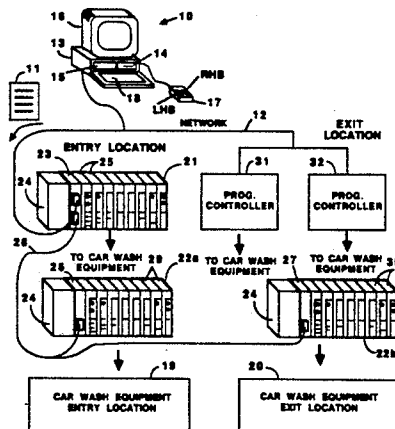 16
10
13
14
11
15
18
RHB
LHB
17
NETWORK
12
EXIT
LOCATION
ENTRY LOCATION
23
25
21
31
32
24
PROG.
CONTROLLER
PROG.
CONTROLLER
26
TO CAR WASH
EQUIPMENT
TO CAR WASH
EQUIPMENT
TO CAR WASH
EQUIPMENT
25
29
22a
27
24
24
22b
19
20
CAR WASH EQUIPMENT
ENTRY LOCATION
CAR WASH EQUIPMENT
EXIT LOCATION